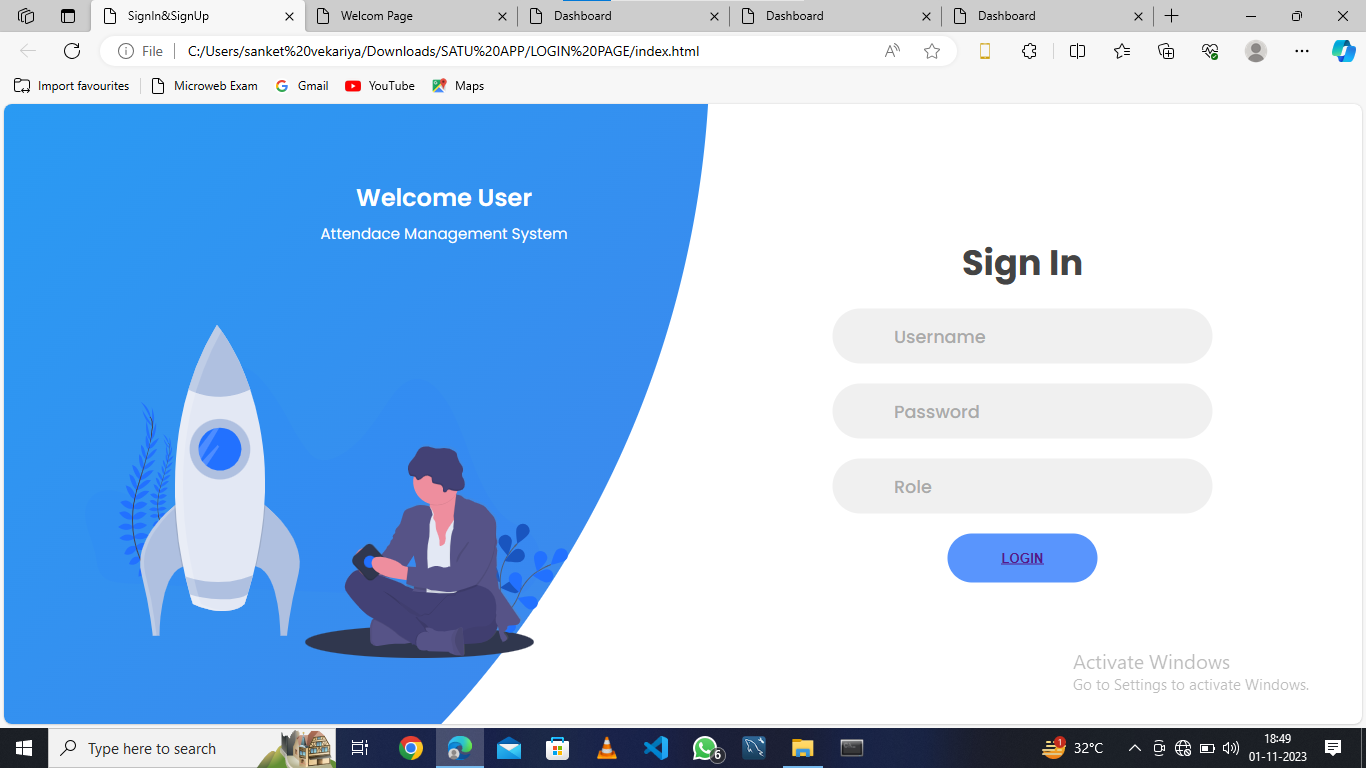 SignIn&SignUp
Welcom Page
Dashboard
Dashboard
Dashboard
File
C:/Users/sanket%20vekariya/Downloads/SATU%20APP/LOGIN%20PAGE/index.html
Import favourites
Microweb Exam
Gmail
YouTube
Maps
Welcome User
Attendace Management System
Sign In
Username
Password
Role
LOGIN
Activate Windows
Go to Settings to activate Windows.
Type here to search
6
1
32°C
18:49
01-11-2023